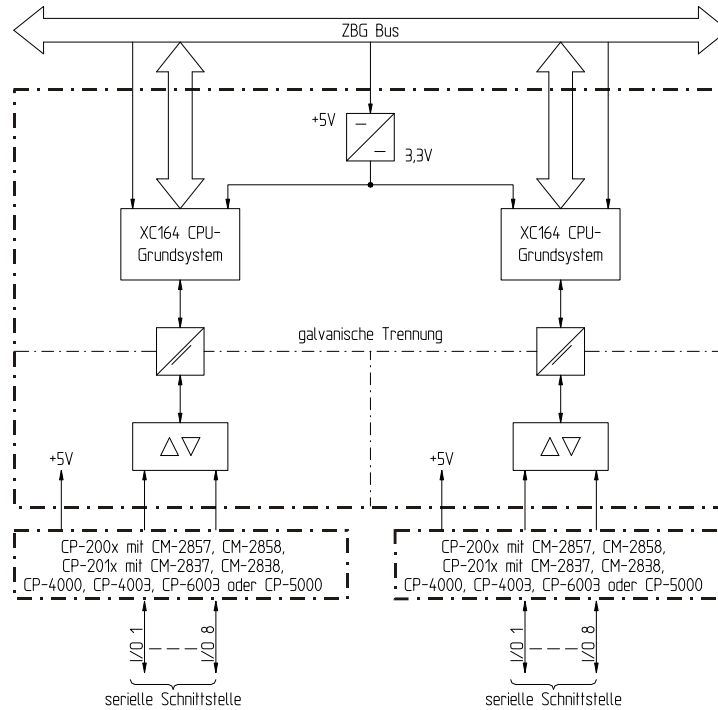 ZBG Bus
+5V
3,3V
XC164 CPU-
Grundsystem
XC164 CPU-
Grundsystem
galvanische Trennung
+5V
+5V
CP-200x mit CM-2857, CM-2858,
CP-201x mit CM-2837, CM-2838,
CP-4000, CP-4003, CP-6003 oder CP-5000
CP-200x mit CM-2857, CM-2858,
CP-201x mit CM-2837, CM-2838,
CP-4000, CP-4003, CP-6003 oder CP-5000
I/O 1
I/O 8
I/O 1
I/O 8
serielle Schnittstelle
serielle Schnittstelle